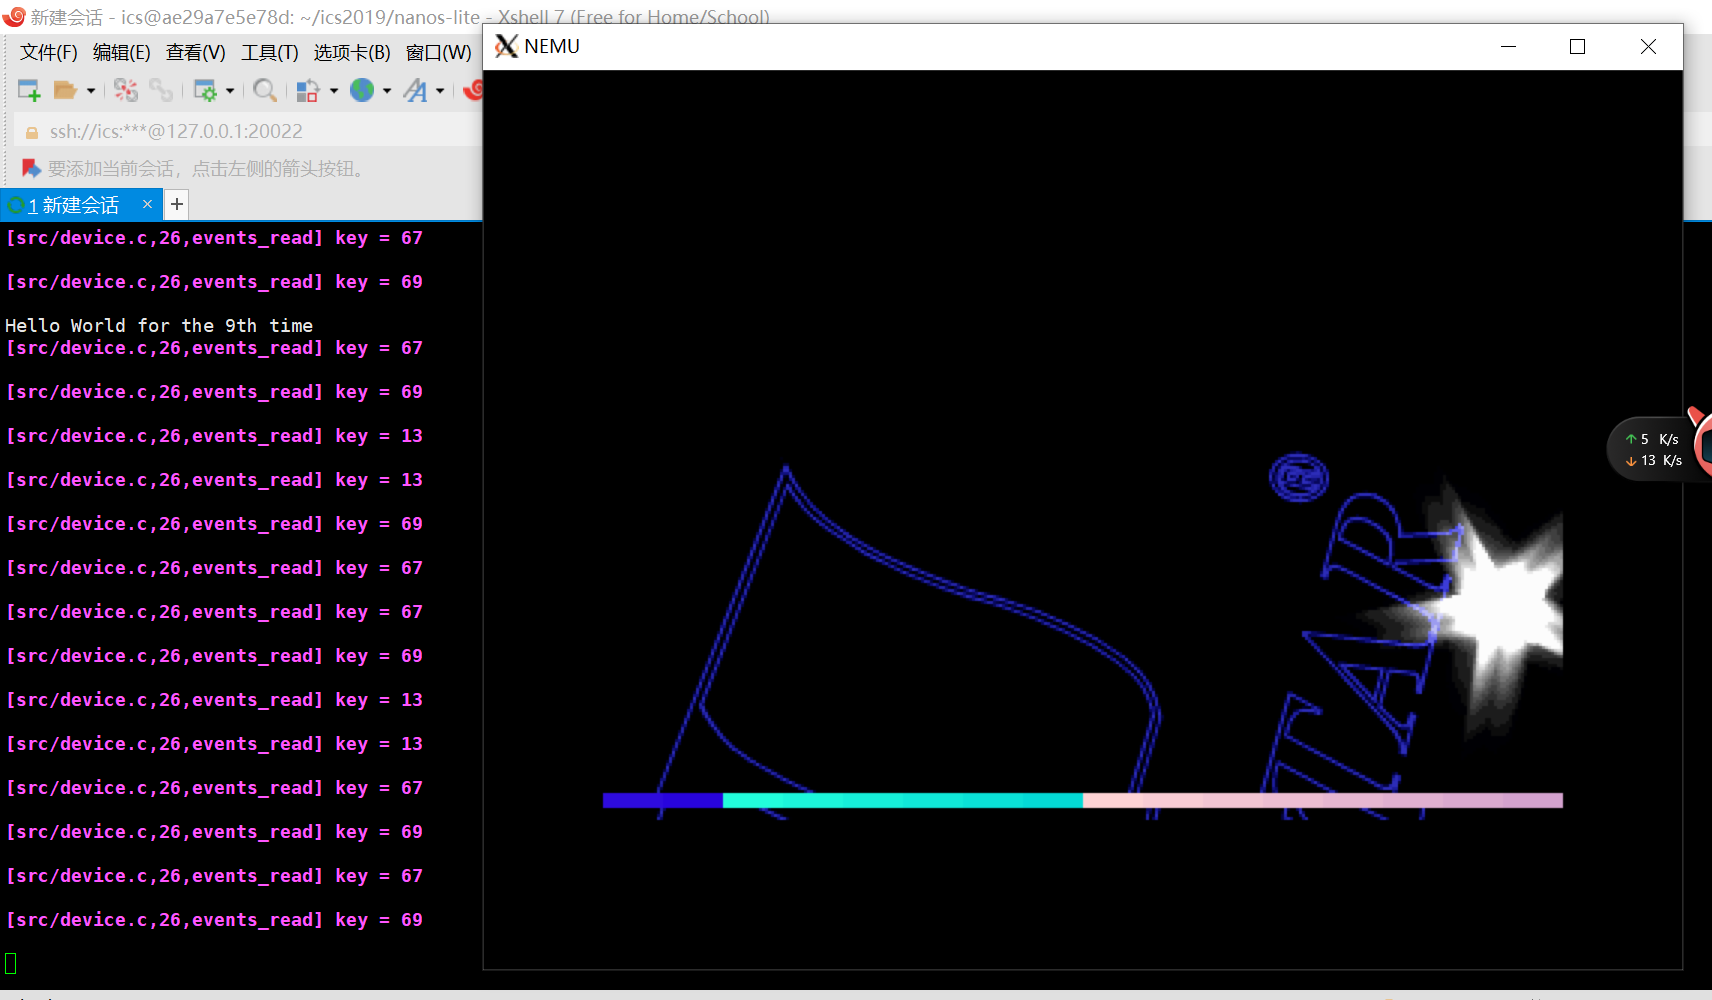 新建会话 - ics@ae29a7e5e78d: ~/ics2019/nanos-lite - Xshell 7 (Free for Home/School)
文件(F) 编辑(E) 查看(V) 工具(T) 选项卡(B) 窗口(W)
ssh://ics:***@127.0.0.1:20022
要添加当前会话，点击左侧的箭头按钮。
1 新建会话 × +
[src/device.c,26,events_read] key = 67
[src/device.c,26,events_read] key = 69
Hello World for the 9th time
[src/device.c,26,events_read] key = 67
[src/device.c,26,events_read] key = 69
[src/device.c,26,events_read] key = 13
[src/device.c,26,events_read] key = 13
[src/device.c,26,events_read] key = 69
[src/device.c,26,events_read] key = 67
[src/device.c,26,events_read] key = 67
[src/device.c,26,events_read] key = 69
[src/device.c,26,events_read] key = 13
[src/device.c,26,events_read] key = 13
[src/device.c,26,events_read] key = 67
[src/device.c,26,events_read] key = 69
[src/device.c,26,events_read] key = 67
[src/device.c,26,events_read] key = 69
NEMU
®
TAR
↑ 5 K/s
↓ 13 K/s